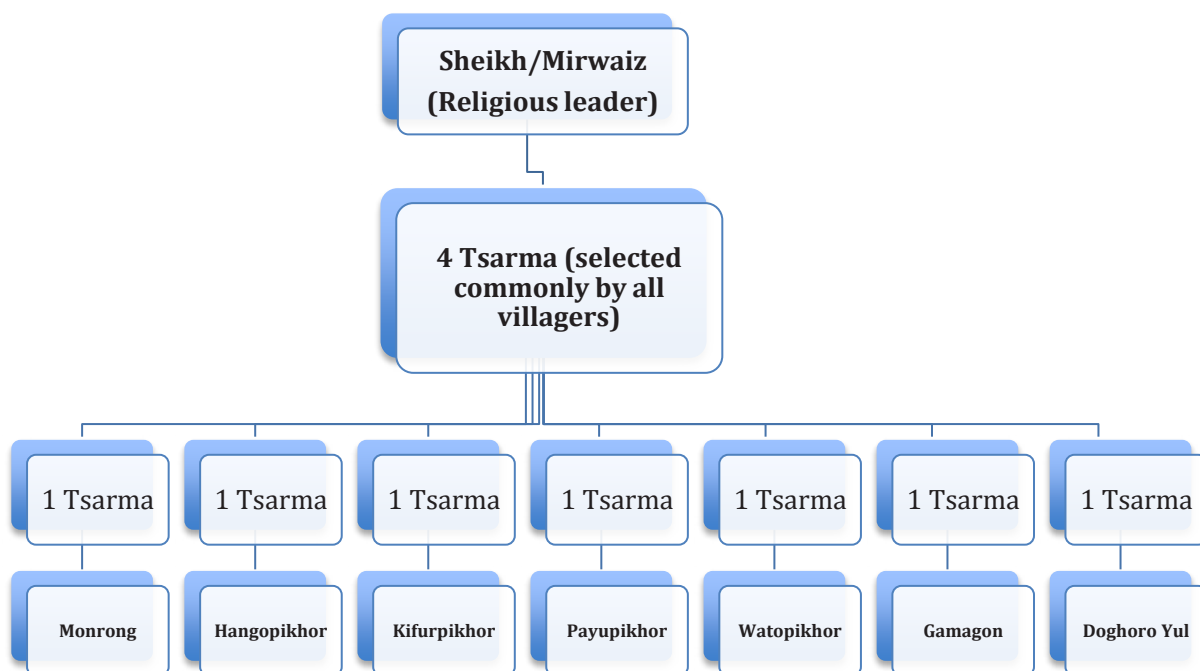 Sheikh/Mirwaiz
(Religious leader)
4 Tsarma (selected
commonly by all
villagers)
1 Tsarma
1 Tsarma
1 Tsarma
1 Tsarma
1 Tsarma
1 Tsarma
1 Tsarma
Monrong
Hangopikhor
Kifurpikhor
Payupikhor
Watopikhor
Gamagon
Doghoro Yul